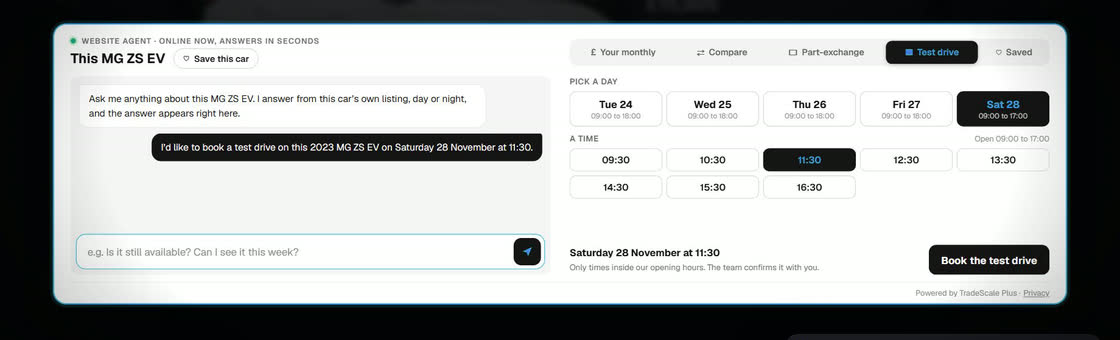 WEBSITE AGENT · ONLINE NOW, ANSWERS IN SECONDS
This MG ZS EV
Save this car
Ask me anything about this MG ZS EV. I answer from this car's own listing, day or night,
and the answer appears right here.
I'd like to book a test drive on this 2023 MG ZS EV on Saturday 28 November at 11:30.
e.g. Is it still available? Can I see it this week?
£ Your monthly
Compare
Part-exchange
Test drive
Saved
PICK A DAY
Tue 24
09:00 to 18:00
Wed 25
09:00 to 18:00
Thu 26
09:00 to 18:00
Fri 27
09:00 to 18:00
Sat 28
09:00 to 17:00
A TIME
Open 09:00 to 17:00
09:30
10:30
11:30
12:30
13:30
14:30
15:30
16:30
Saturday 28 November at 11:30
Only times inside our opening hours. The team confirms it with you.
Book the test drive
Powered by TradeScale Plus · Privacy